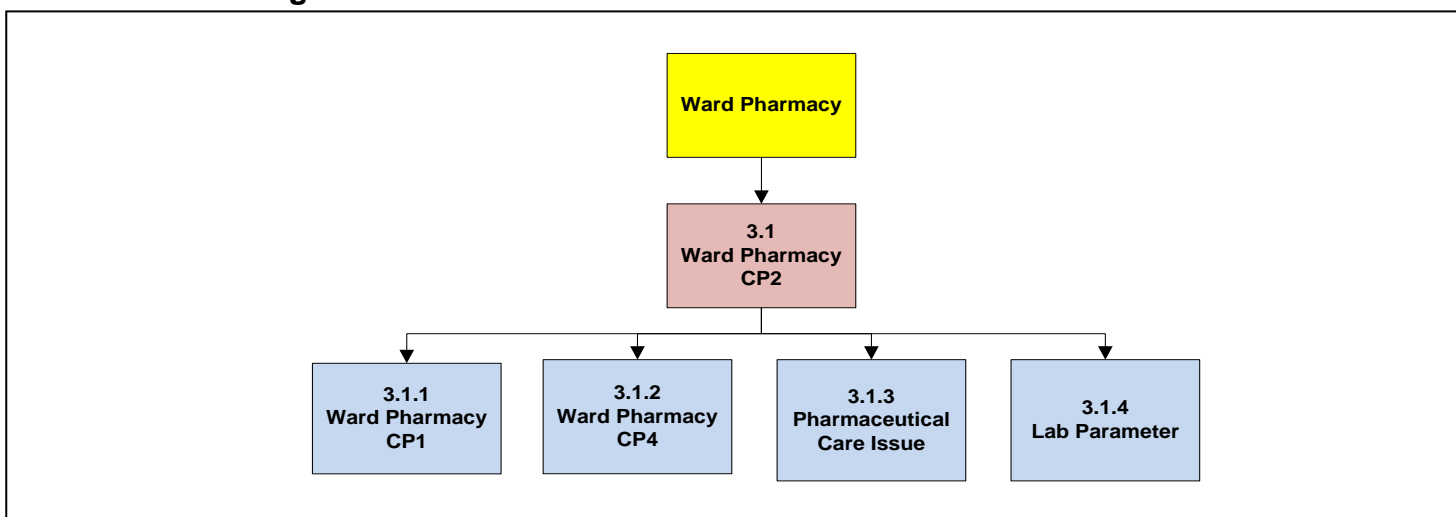 Ward Pharmacy
3.1
Ward Pharmacy
CP2
3.1.1
Ward Pharmacy
CP1
3.1.2
Ward Pharmacy
CP4
3.1.3
Pharmaceutical
Care Issue
3.1.4
Lab Parameter